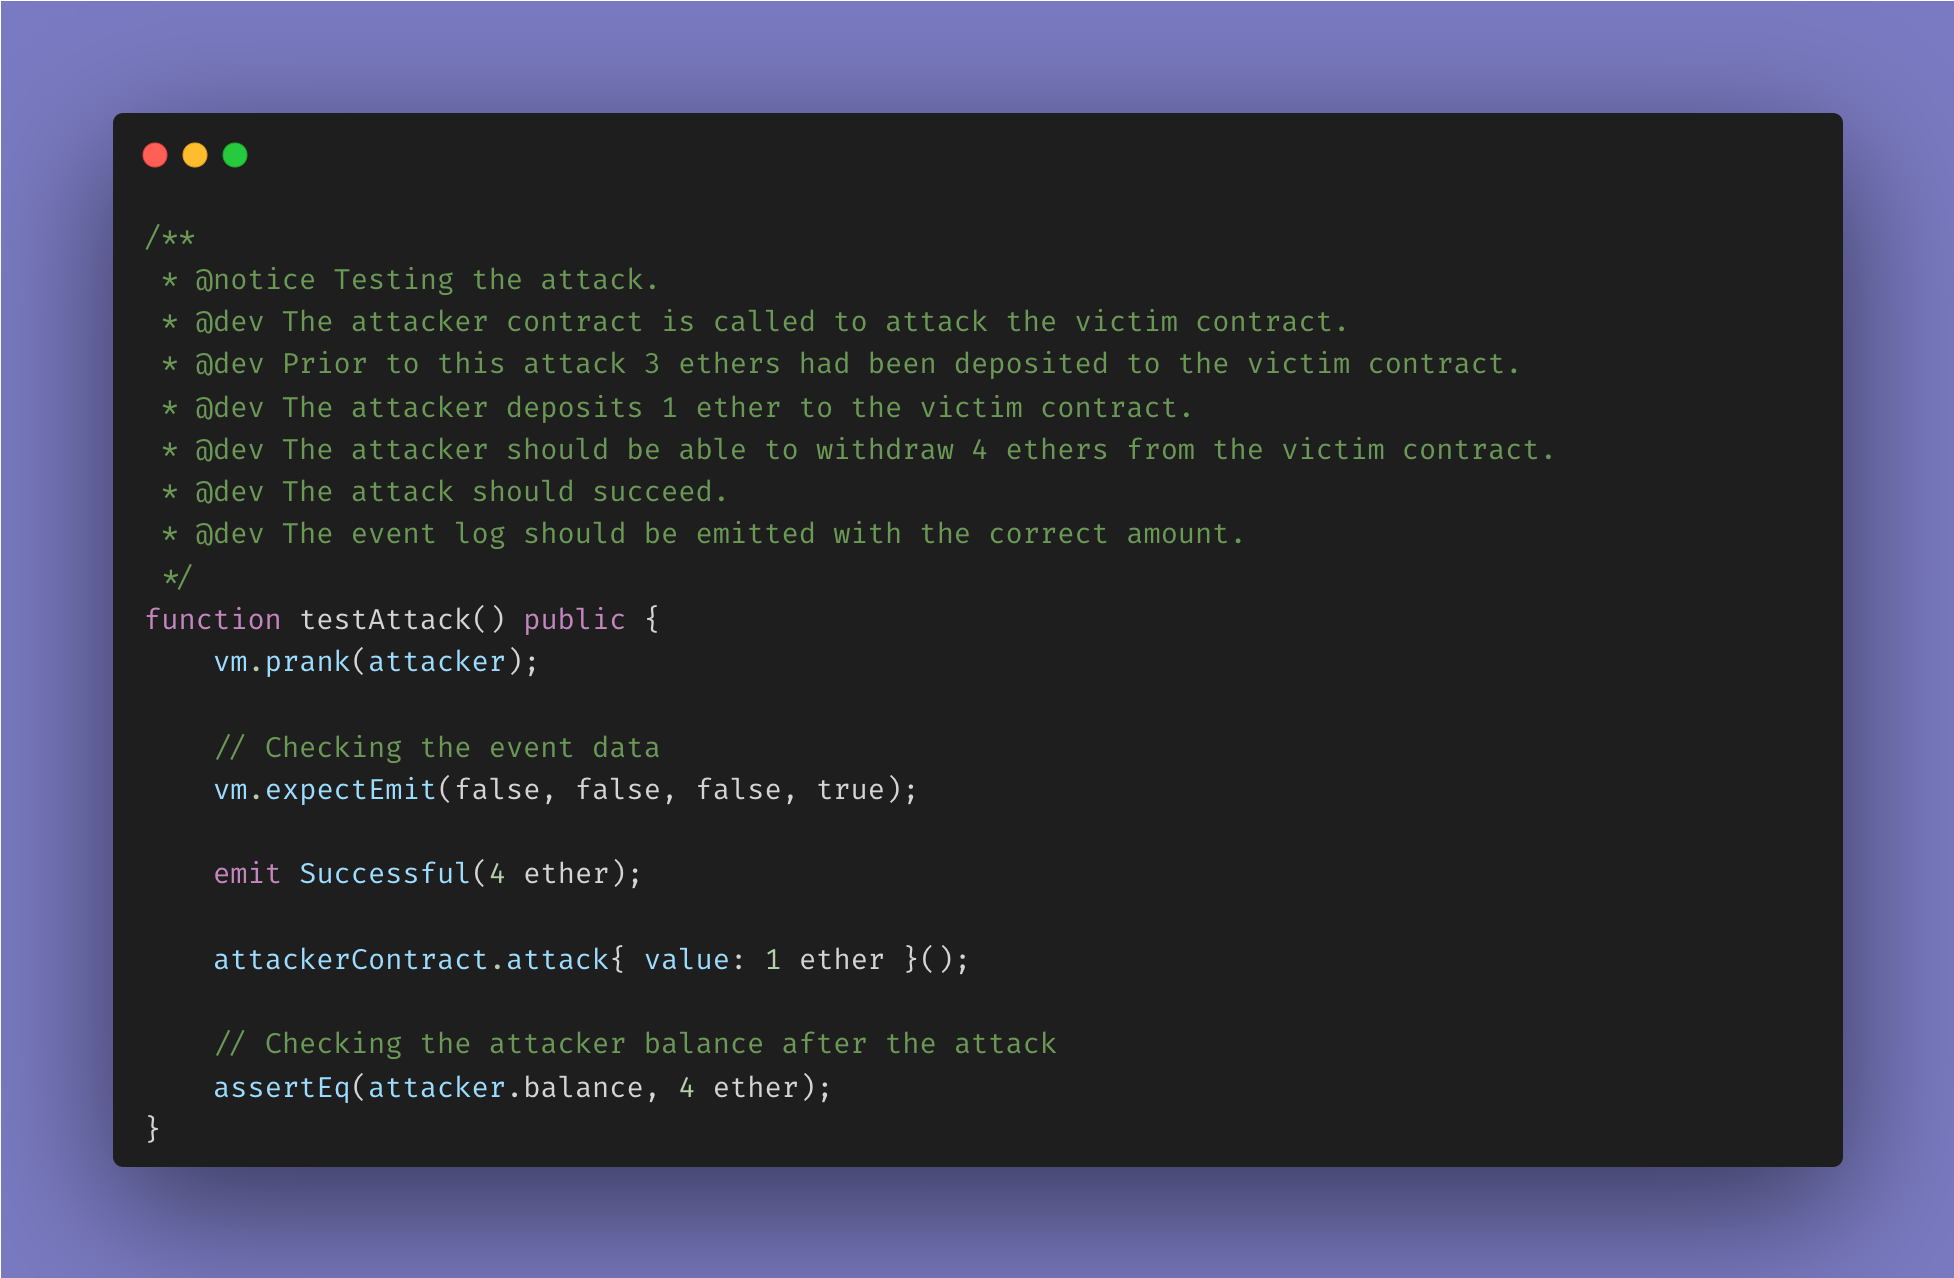 /**
 * @notice Testing the attack.
 * @dev The attacker contract is called to attack the victim contract.
 * @dev Prior to this attack 3 ethers had been deposited to the victim contract.
 * @dev The attacker deposits 1 ether to the victim contract.
 * @dev The attacker should be able to withdraw 4 ethers from the victim contract.
 * @dev The attack should succeed.
 * @dev The event log should be emitted with the correct amount.
 */
function testAttack() public {
    vm.prank(attacker);
    // Checking the event data
    vm.expectEmit(false, false, false, true);
    emit Successful(4 ether);
    attackerContract.attack{ value: 1 ether }();
    // Checking the attacker balance after the attack
    assertEq(attacker.balance, 4 ether);
}